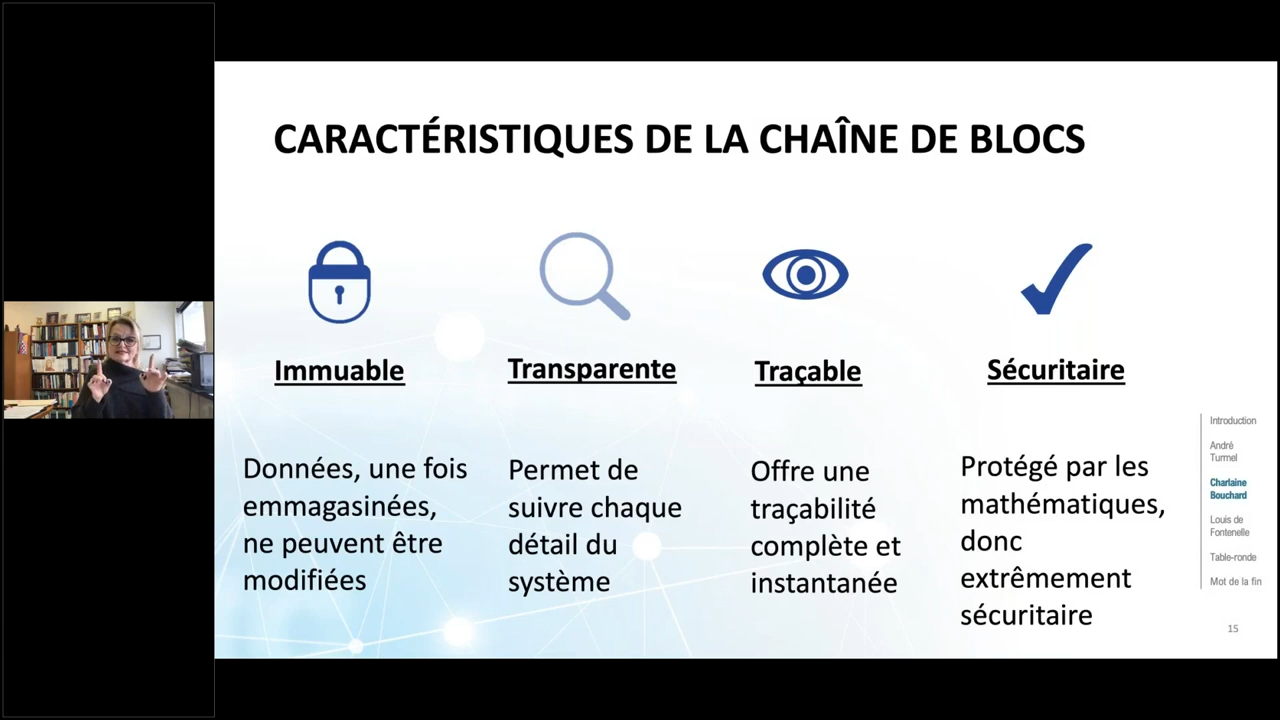 CARACTÉRISTIQUES DE LA CHAÎNE DE BLOCS
Immuable
Données, une fois
emmagasinées,
ne peuvent être
modifiées
Transparente
Permet de
suivre chaque
détail du
système
Traçable
Offre une
traçabilité
complète et
instantanée
Sécuritaire
Protégé par les
mathématiques,
donc
extrêmement
sécuritaire
Introduction
André
Turmel
Charlaine
Bouchard
Louis de
Fontenelle
Table-ronde
Mot de la fin
15